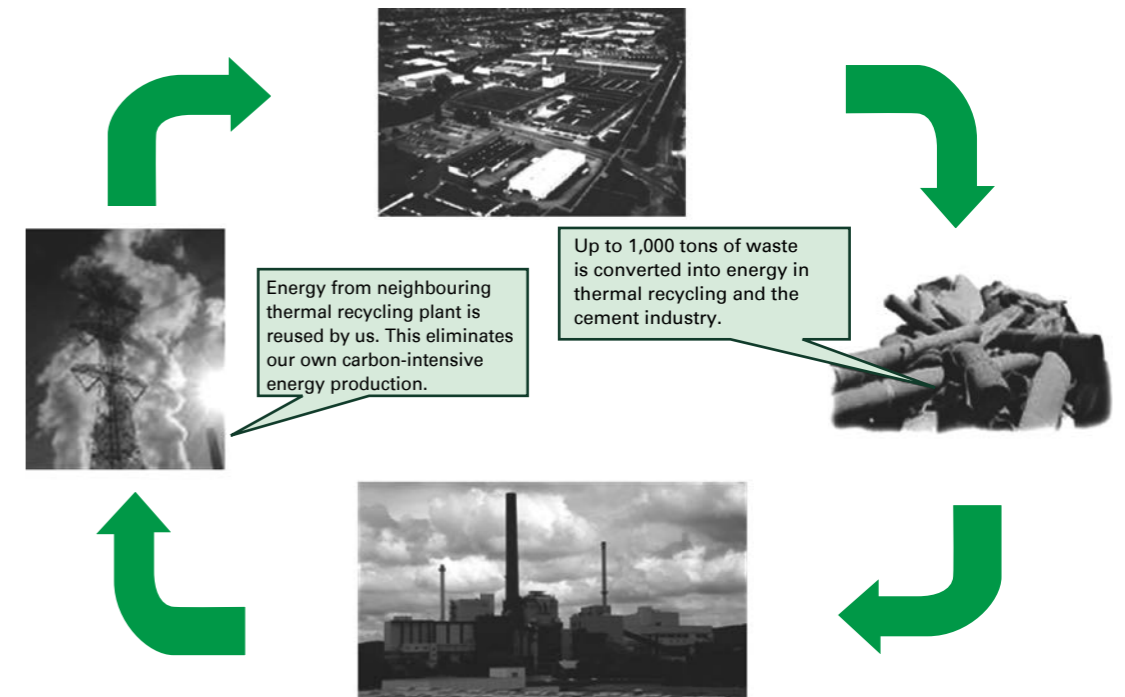 Up to 1,000 tons of waste
is converted into energy in
thermal recycling and the
cement industry.
Energy from neighbouring
thermal recycling plant is
reused by us. This eliminates
our own carbon-intensive
energy production.